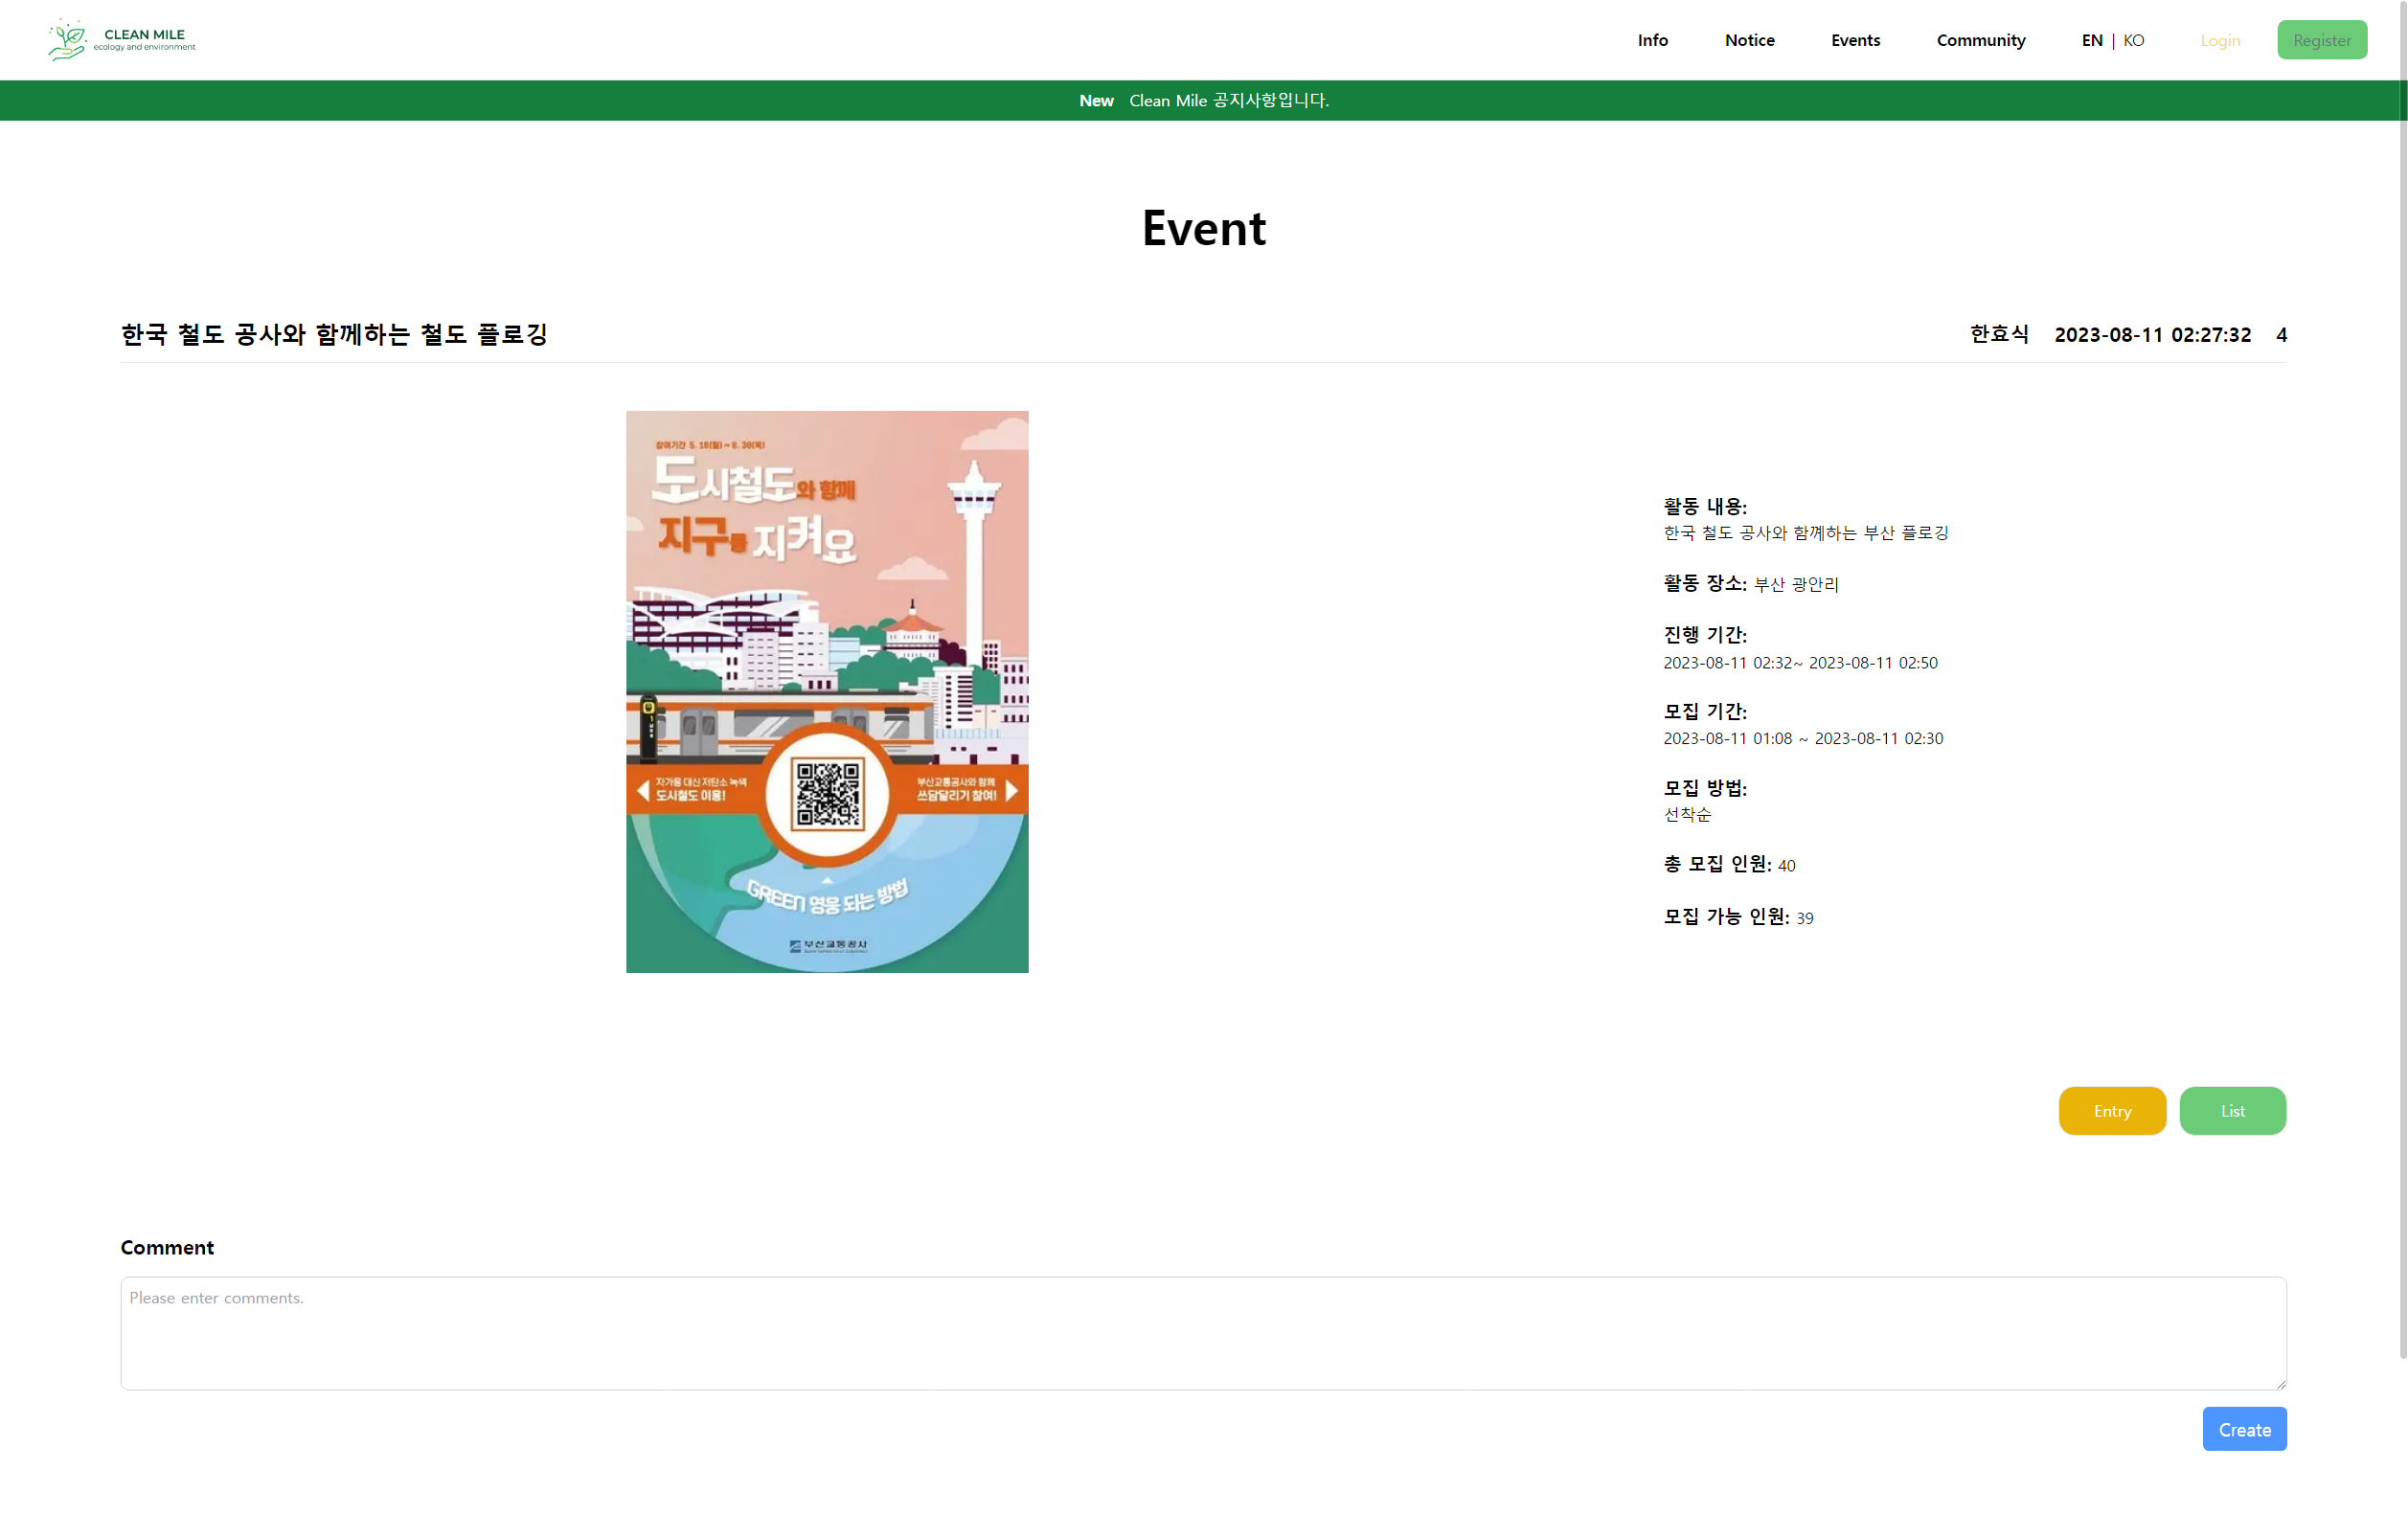 CLEAN MILE
ecology and environment
Info
Notice
Events
Community
EN | KO
Login
Register
New Clean Mile 공지사항입니다.
Event
한국 철도 공사와 함께하는 철도 플로깅
한효식 2023-08-11 02:27:32 4
참여기간 5. 16(월) ~ 6. 30(목)
도시철도와 함께
지구를 지켜요
자가용 대신 저탄소 녹색
도시철도 이용!
부산교통공사와 함께
쓰담달리기 참여!
GREEN 영웅 되는 방법
부산교통공사
활동 내용:
한국 철도 공사와 함꼐하는 부산 플로깅
활동 장소: 부산 광안리
진행 기간:
2023-08-11 02:32~ 2023-08-11 02:50
모집 기간:
2023-08-11 01:08 ~ 2023-08-11 02:30
모집 방법:
선착순
총 모집 인원: 40
모집 가능 인원: 39
Entry
List
Comment
Please enter comments.
Create